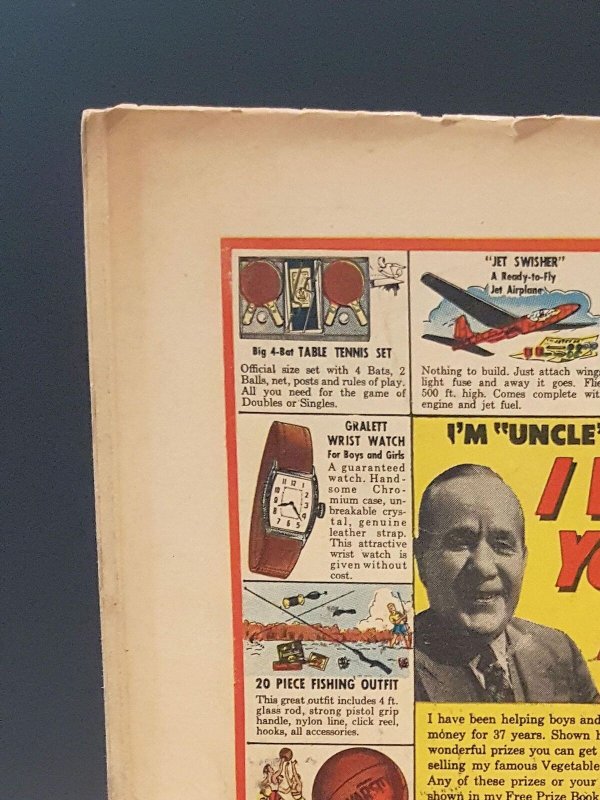 Big 4-Bat TABLE TENNIS SET
Official size set with 4 Bats, 2
Balls, net, posts and rules of play.
All you need for the game of
Doubles or Singles.
"JET SWISHER"
A Ready-to-Fly
Jet Airplane
Nothing to build. Just attach wing
light fuse and away it goes. Flie
500 ft. high. Comes complete wit
engine and jet fuel.
GRALETT
WRIST WATCH
For Boys and Girls
A guaranteed
watch. Hand-
some Chro-
mium case, un-
breakable crys-
tal, genuine
leather strap.
This attractive
wrist watch is
given without
cost.
20 PIECE FISHING OUTFIT
This great outfit includes 4 ft.
glass rod, strong pistol grip
handle, nylon line, click reel,
hooks, all accessories.
I'M "UNCLE"
I
YO
I have been helping boys and
money for 37 years. Shown h
wonderful prizes you can get
selling my famous Vegetable
Any of these prizes or your
shown in my Free Prize Book